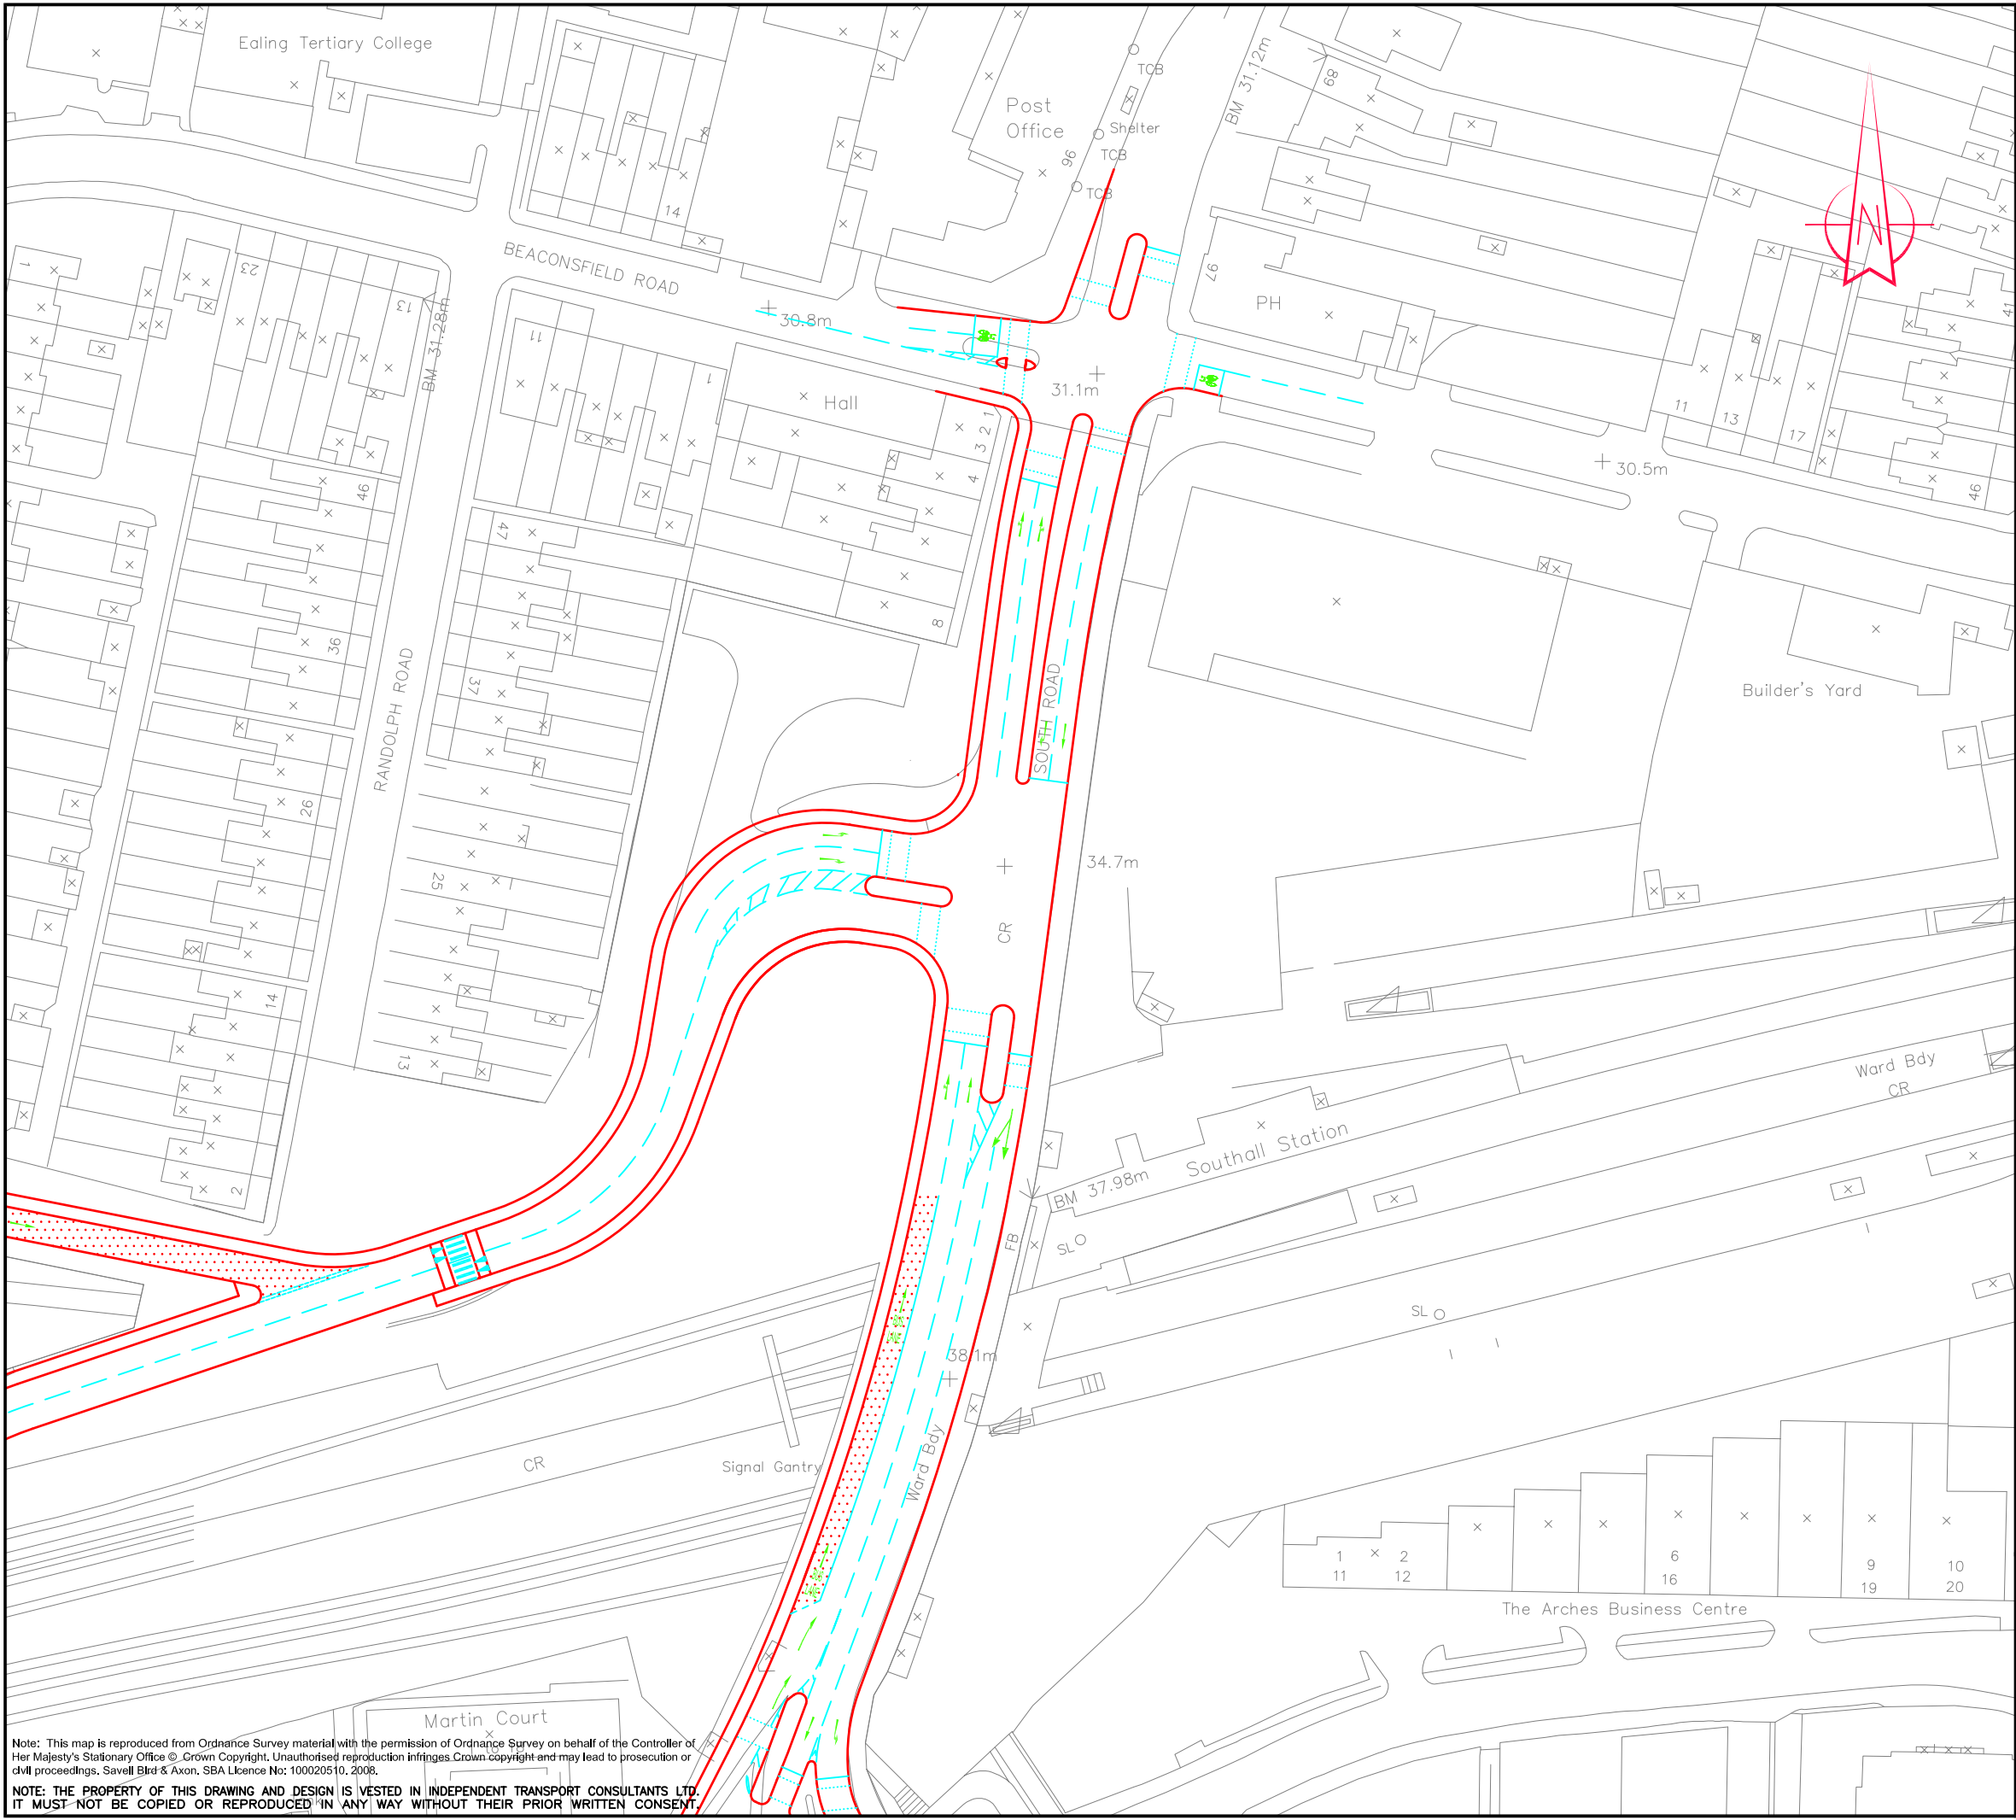 Ealing Tertiary College
Post
Office
TCB
Shelter
TCB
TCB
96
BM 31.12m
89
N
14
BEACONSFIELD ROAD
30.8m
97
PH
1
23
13
BM 31.28m
11
1
Hall
31.1m
11
13
17
41
46
30.5m
1
2
3
4
8
46
47
36
37
RANDOLPH ROAD
SOUTH ROAD
Builder's Yard
26
25
34.7m
CR
14
13
2
Ward Bdy
CR
Southall Station
BM 37.98m
FB
SL
SL
38.1m
CR
Signal Gantry
Ward Bdy
1
2
11
12
6
16
9
19
10
20
The Arches Business Centre
Martin Court
Note: This map is reproduced from Ordnance Survey material with the permission of Ordnance Survey on behalf of the Controller of
Her Majesty's Stationary Office © Crown Copyright. Unauthorised reproduction infringes Crown copyright and may lead to prosecution or
civil proceedings. Savell Bird & Axon. SBA Licence No: 100020510. 2008.
NOTE: THE PROPERTY OF THIS DRAWING AND DESIGN IS VESTED IN INDEPENDENT TRANSPORT CONSULTANTS LTD.
IT MUST NOT BE COPIED OR REPRODUCED IN ANY WAY WITHOUT THEIR PRIOR WRITTEN CONSENT.